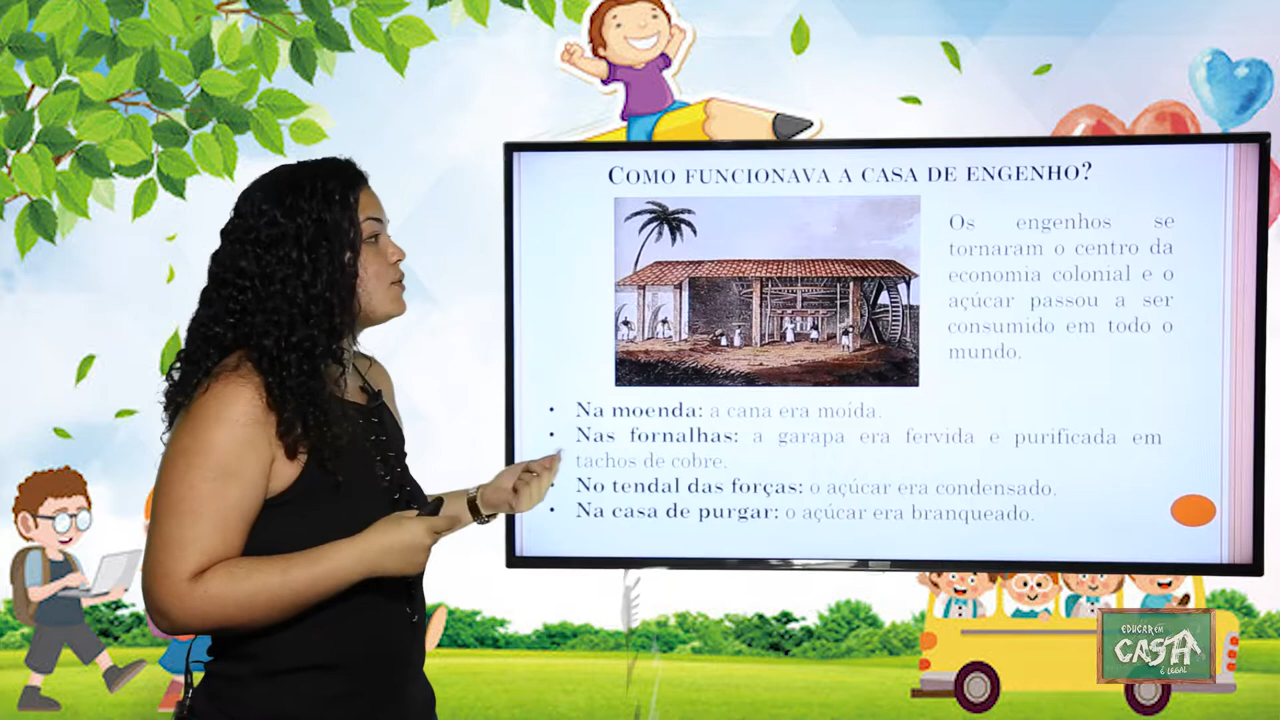 COMO FUNCIONAVA A CASA DE ENGENHO?
Os engenhos se
tornaram o centro da
economia colonial e o
açúcar passou a ser
consumido em todo o
mundo.
• Na moenda: a cana era moída.
• Nas fornalhas: a garapa era fervida e purificada em
tachos de cobre.
• No tendal das forças: o açúcar era condensado.
• Na casa de purgar: o açúcar era branqueado.
EDUCAR EM
CASA
É LEGAL